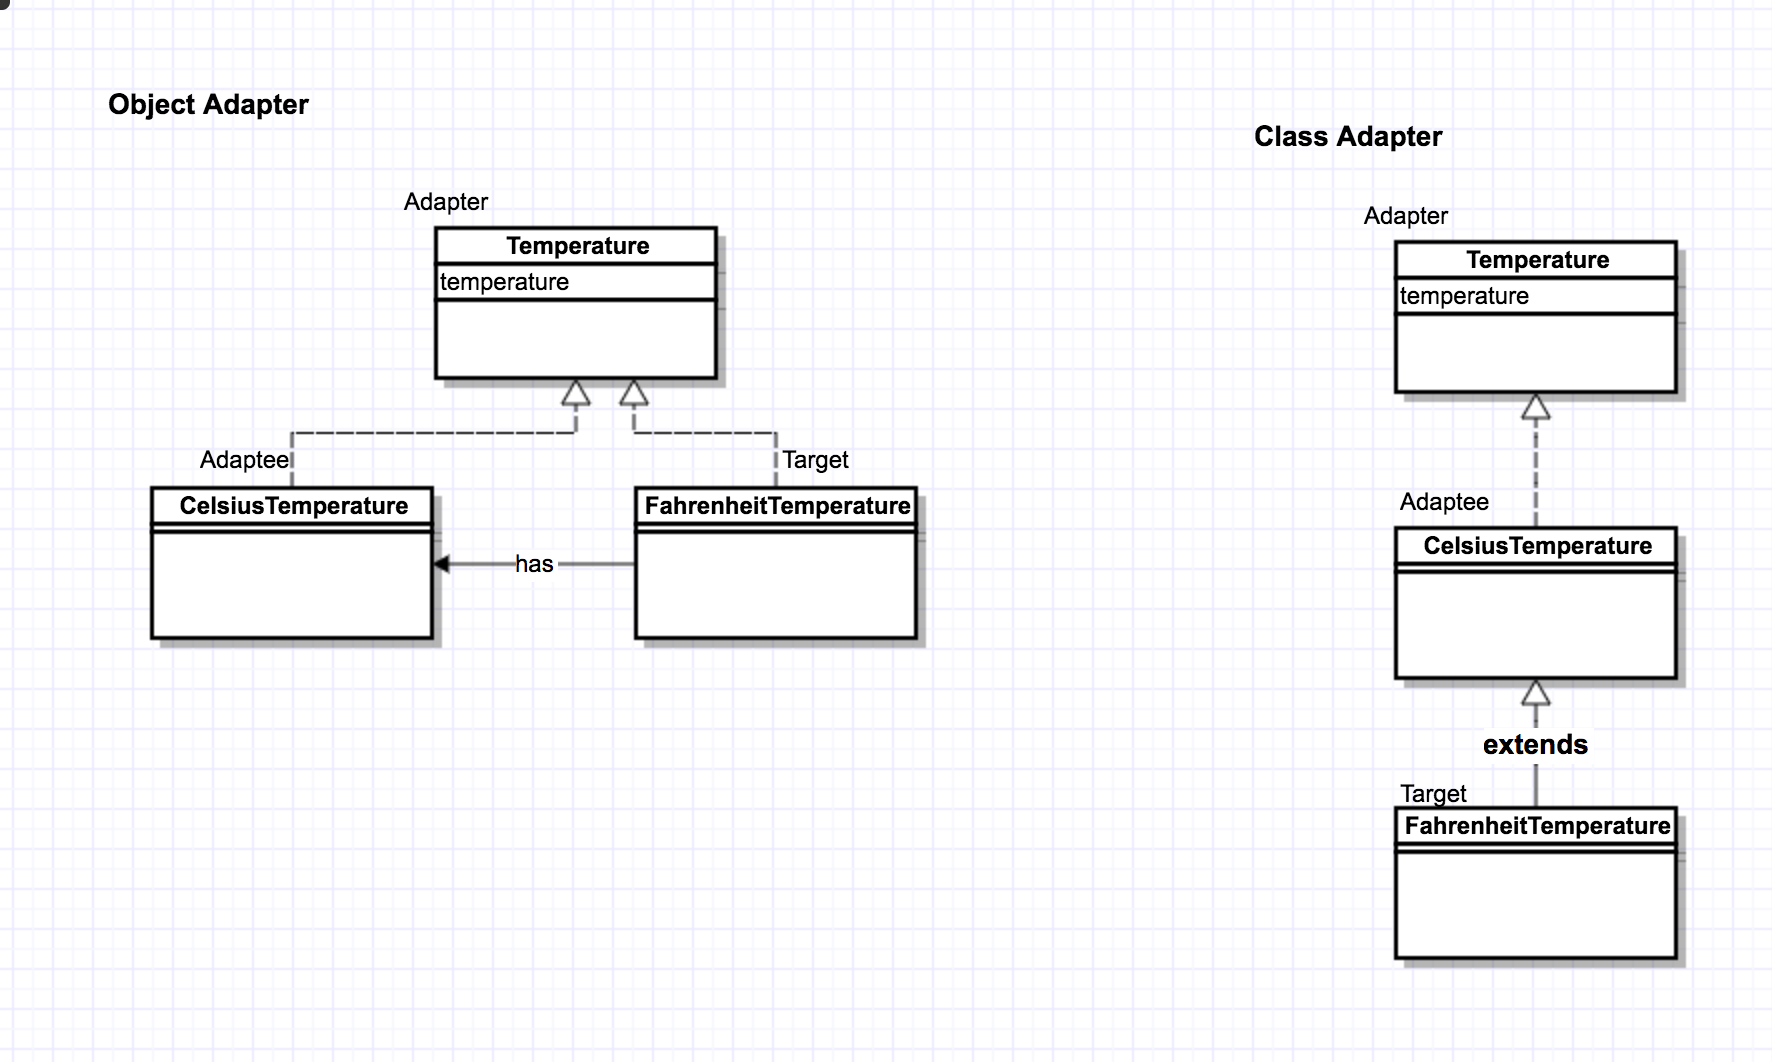 Object Adapter
Adapter
Temperature
temperature
Adaptee
Target
CelsiusTemperature
FahrenheitTemperature
has
Class Adapter
Adapter
Temperature
temperature
Adaptee
CelsiusTemperature
extends
Target
FahrenheitTemperature